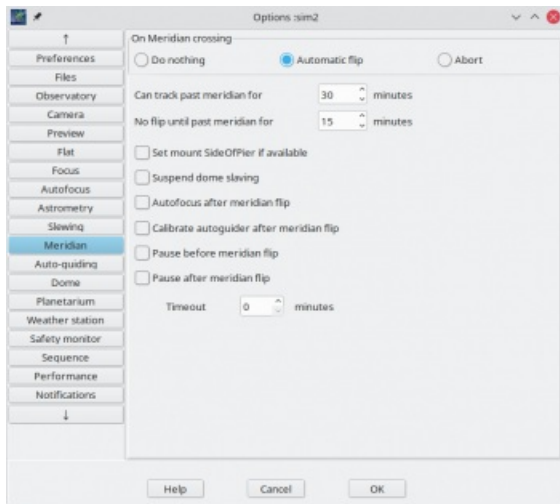 Options :sim2
↑
Preferences
Files
Observatory
Camera
Preview
Flat
Focus
Autofocus
Astrometry
Slewing
Meridian
Auto-guiding
Dome
Planetarium
Weather station
Safety monitor
Sequence
Performance
Notifications
↓
On Meridian crossing
Do nothing Automatic flip Abort
Can track past meridian for 30 minutes
No flip until past meridian for 15 minutes
Set mount SideOfPier if available
Suspend dome slaving
Autofocus after meridian flip
Calibrate autoguider after meridian flip
Pause before meridian flip
Pause after meridian flip
Timeout 0 minutes
Help Cancel OK